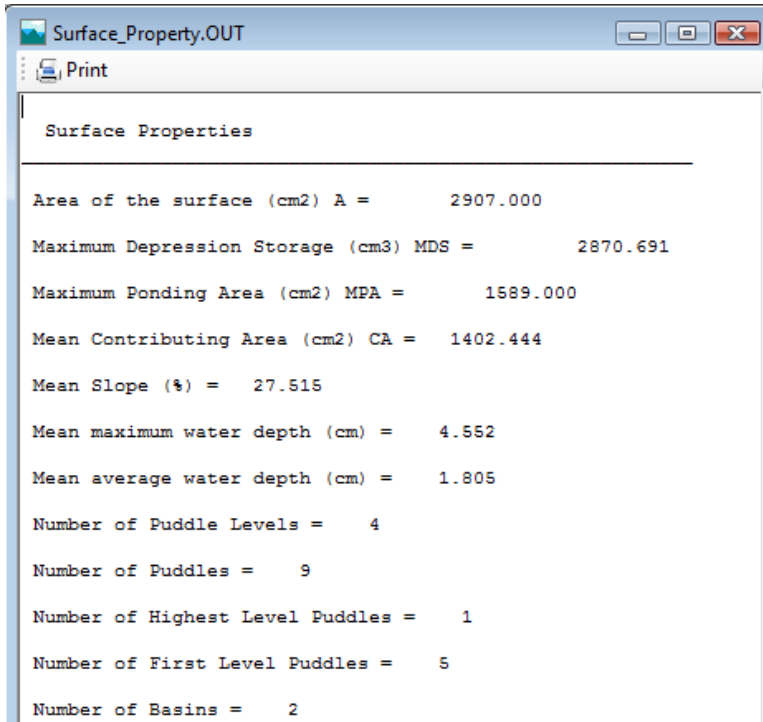 Surface_Property.OUT
Print
Surface Properties
Area of the surface (cm2) A = 2907.000
Maximum Depression Storage (cm3) MDS = 2870.691
Maximum Ponding Area (cm2) MPA = 1589.000
Mean Contributing Area (cm2) CA = 1402.444
Mean Slope (%) = 27.515
Mean maximum water depth (cm) = 4.552
Mean average water depth (cm) = 1.805
Number of Puddle Levels = 4
Number of Puddles = 9
Number of Highest Level Puddles = 1
Number of First Level Puddles = 5
Number of Basins = 2